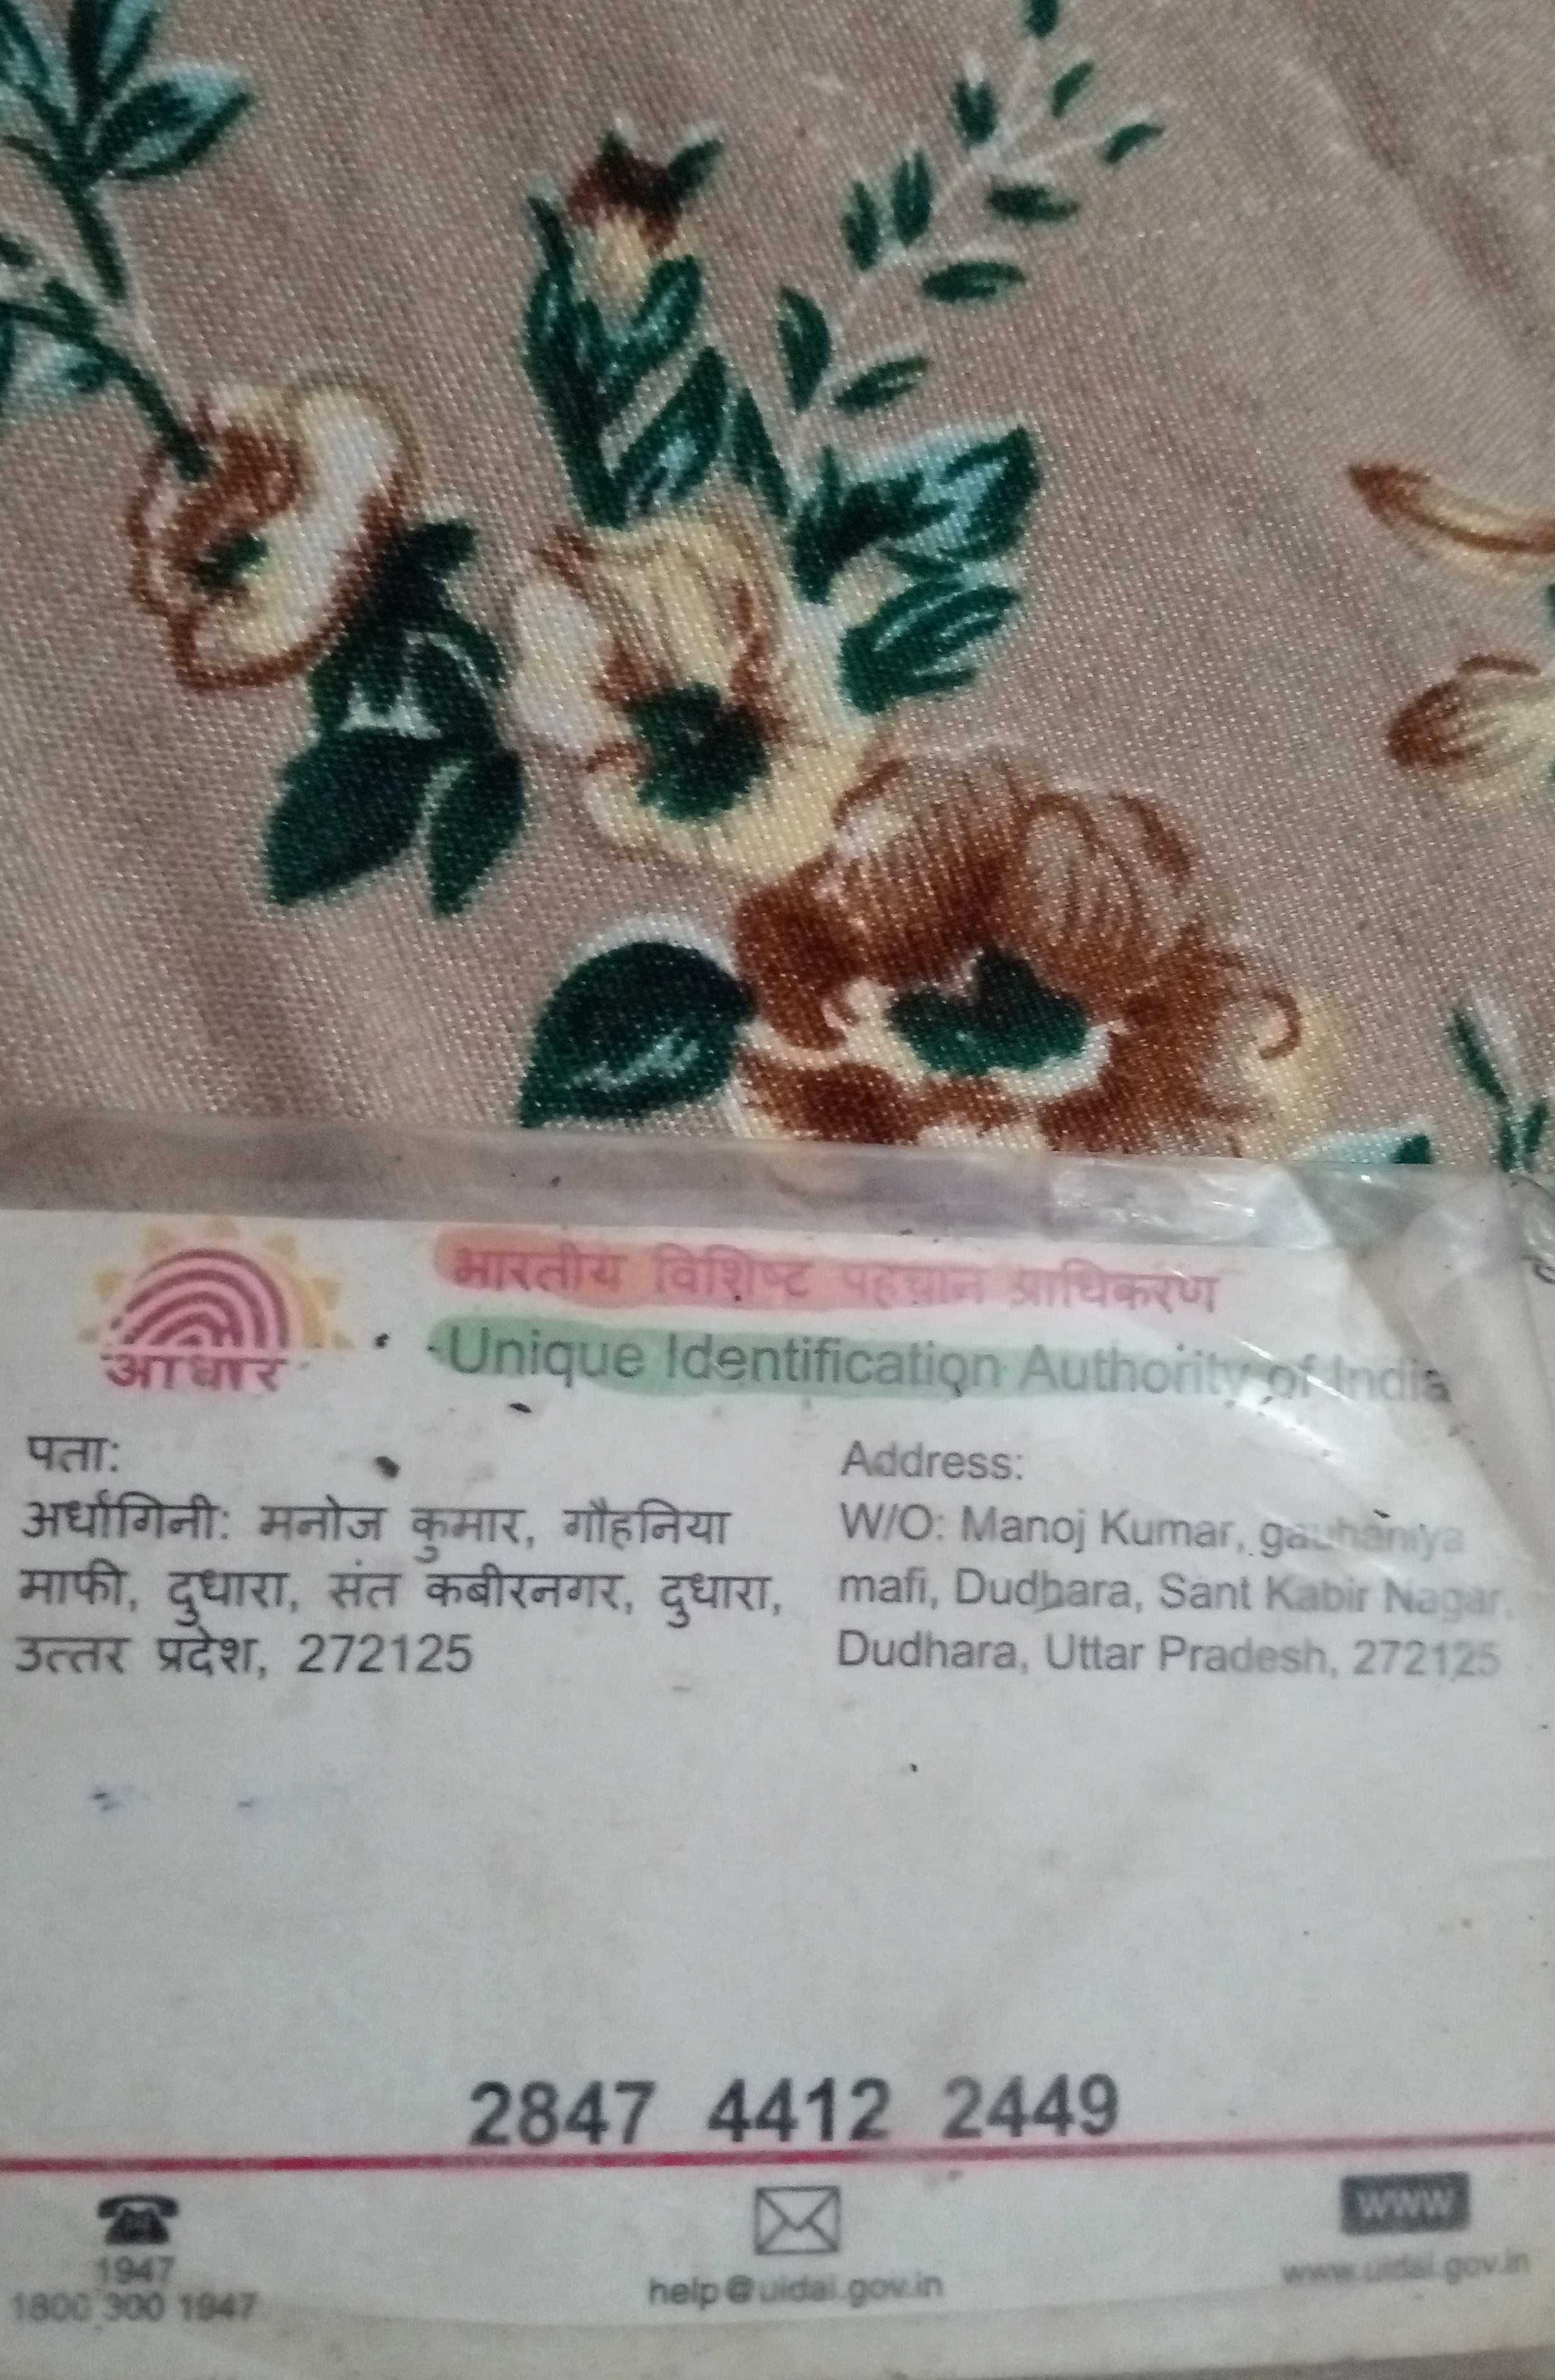 भारतीय विशिष्ट पहचान प्राधिकरण
Unique Identification Authority of India
आधार
पता:
अर्धांगिनी: मनोज कुमार, गौहनिया
माफी, दुधारा, संत कबीरनगर, दुधारा,
उत्तर प्रदेश, 272125
Address:
W/O: Manoj Kumar, gauhaniya
mafi, Dudhara, Sant Kabir Nagar,
Dudhara, Uttar Pradesh, 272125
2847 4412 2449
1947
1800 300 1947
help@uidai.gov.in
www
www.uidai.gov.in